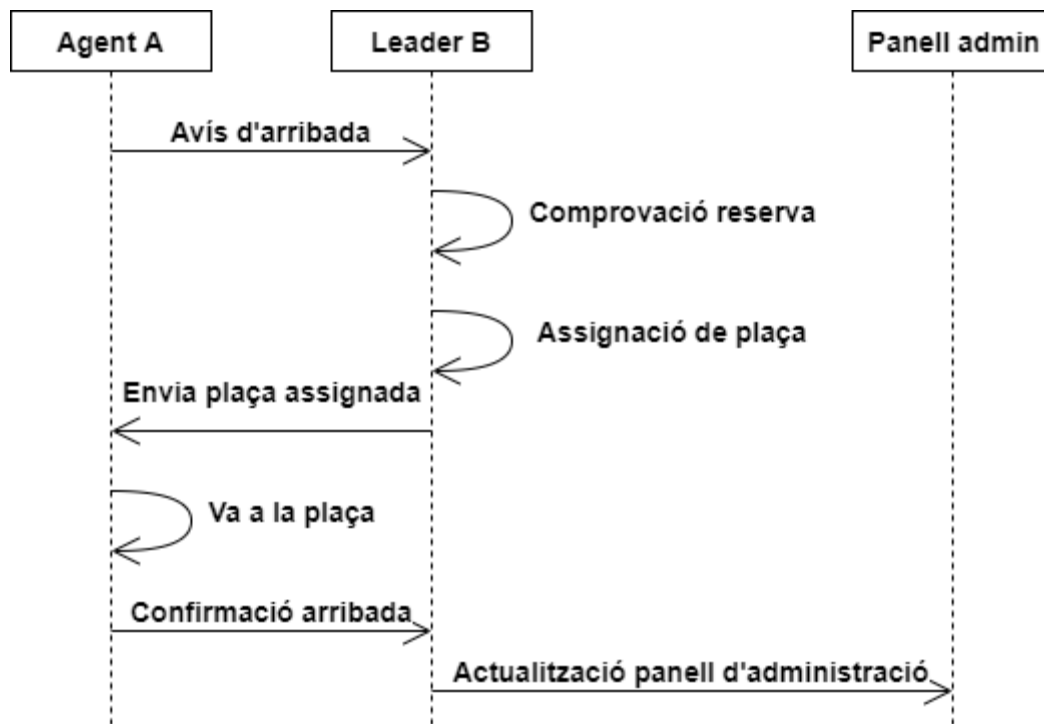 Agent A
Leader B
Panell admin
Avís d'arribada
Comprovació reserva
Assignació de plaça
Envia plaça assignada
Va a la plaça
Confirmació arribada
Actualització panell d'administració